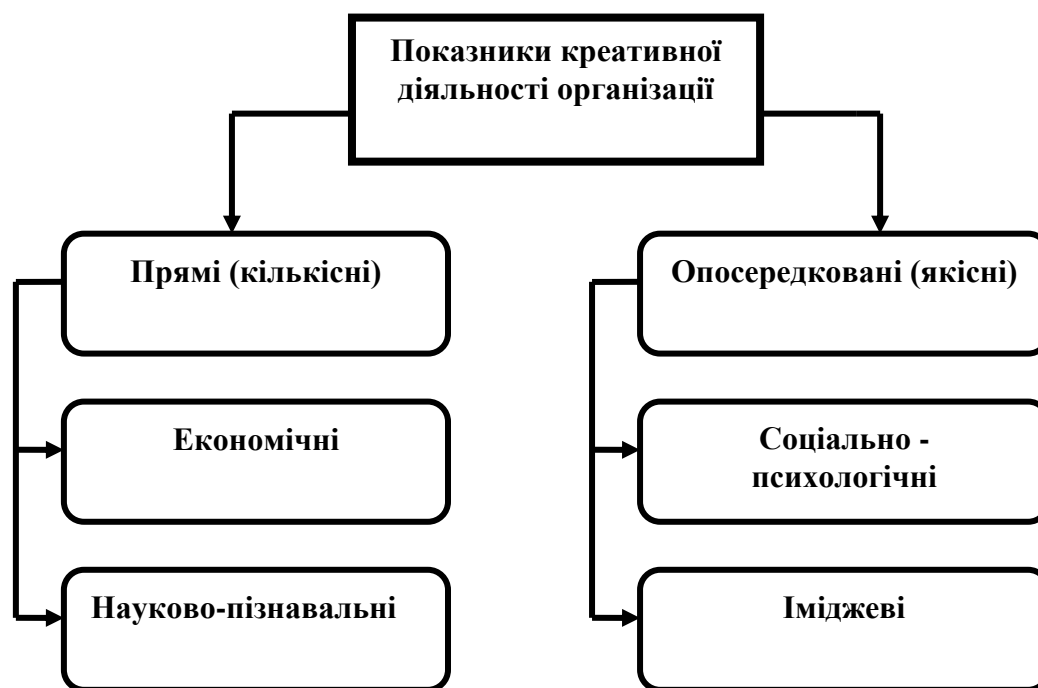 Показники креативної
діяльності організації
Прямі (кількісні)
Опосередковані (якісні)
Економічні
Соціально -
психологічні
Науково-пізнавальні
Іміджеві